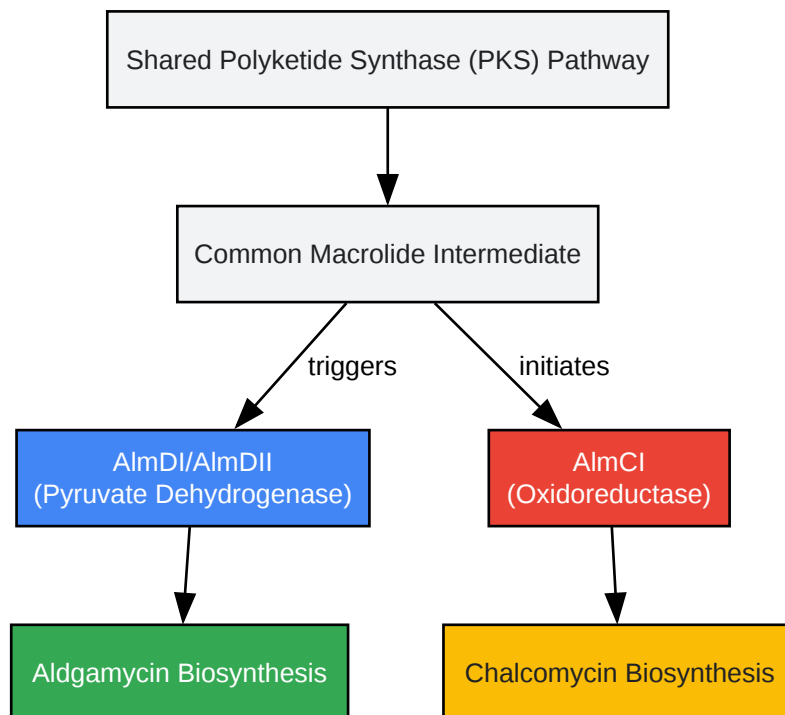 Shared Polyketide Synthase (PKS) Pathway
Common Macrolide Intermediate
triggers
initiates
AlmDI/AlmDII
(Pyruvate Dehydrogenase)
AlmCI
(Oxidoreductase)
Aldgamycin Biosynthesis
Chalcomycin Biosynthesis